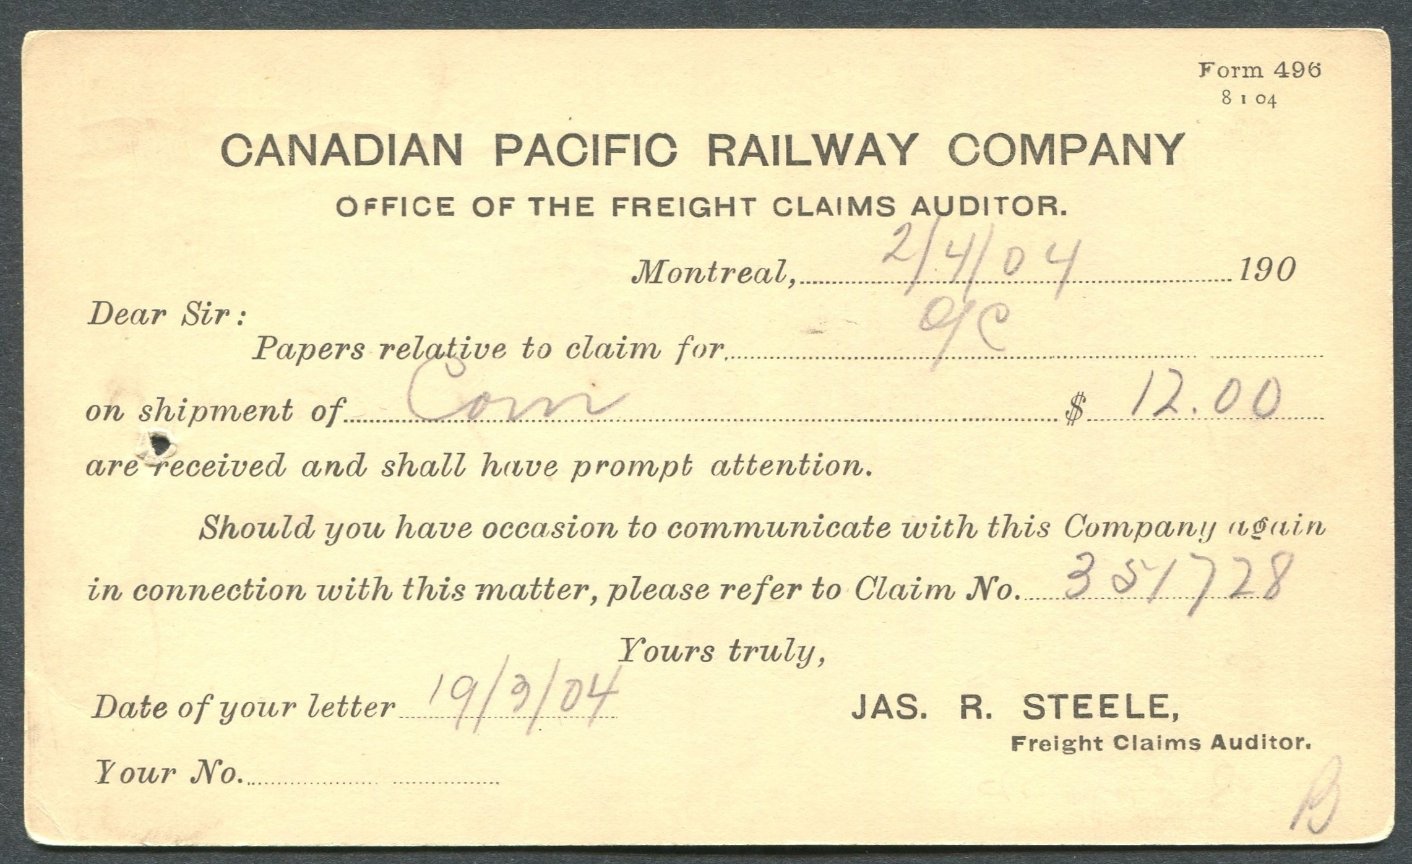 Form 496
8 1 04
CANADIAN PACIFIC RAILWAY COMPANY
OFFICE OF THE FREIGHT CLAIMS AUDITOR.
Montreal, 2/4/04 190
Dear Sir:
Papers relative to claim for O/C
on shipment of Corn $ 12.00
are received and shall have prompt attention.
Should you have occasion to communicate with this Company again
in connection with this matter, please refer to Claim No. 351728
Yours truly,
Date of your letter 19/3/04
JAS. R. STEELE,
Freight Claims Auditor.
Your No.
B